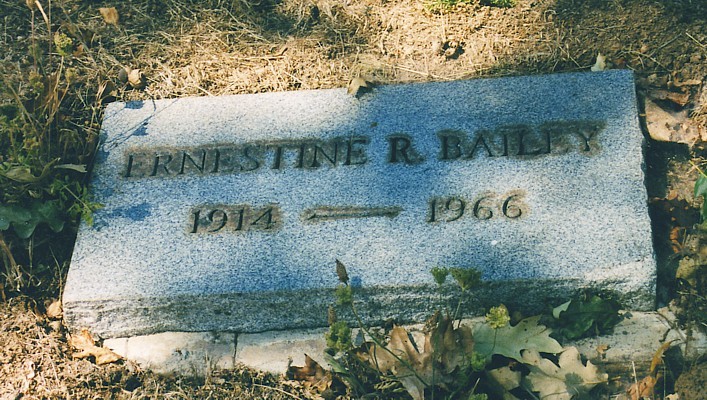 ERNESTINE R. BAILEY
1914 — 1966